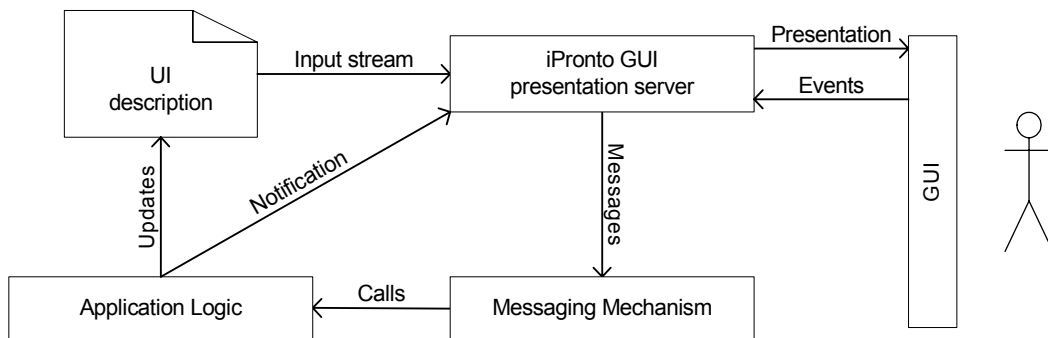 Presentation
UI
description
Input stream
iPronto GUI
presentation server
Events
Updates
Notification
Messages
GUI
Application Logic
Calls
Messaging Mechanism